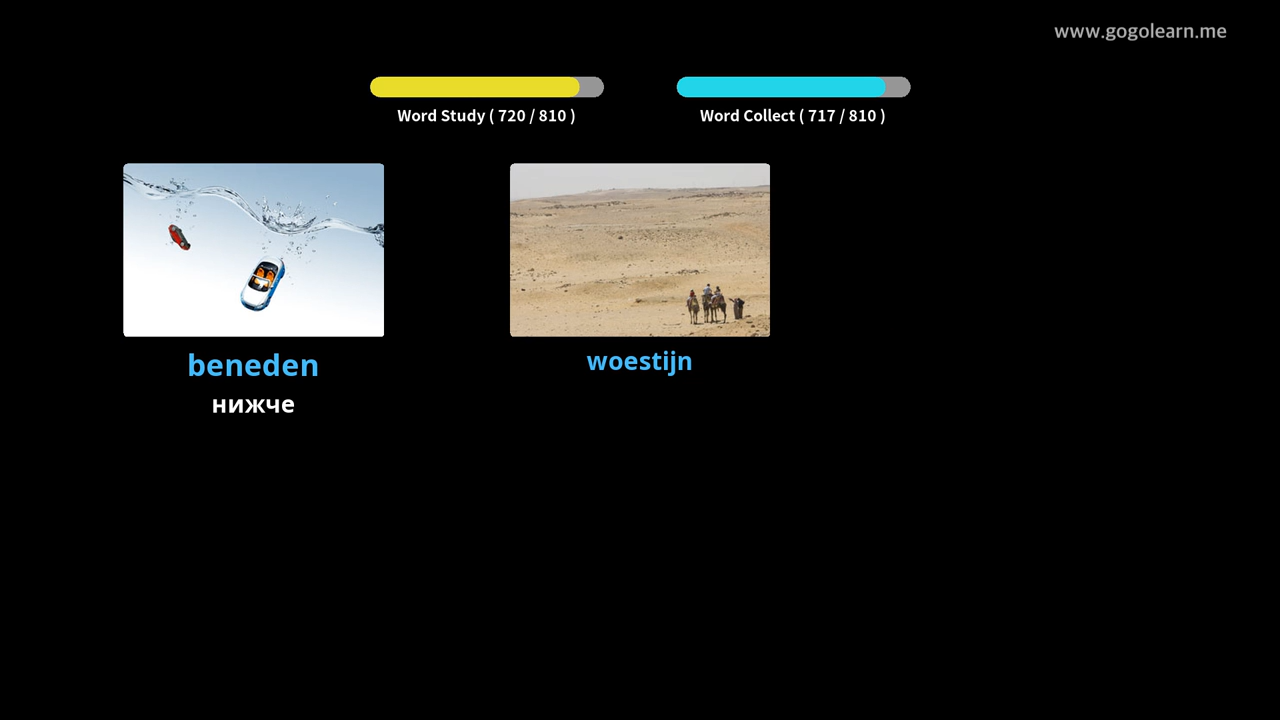 www.gogolearn.me
Word Study ( 720 / 810 )
Word Collect ( 717 / 810 )
beneden
woestijn
нижче